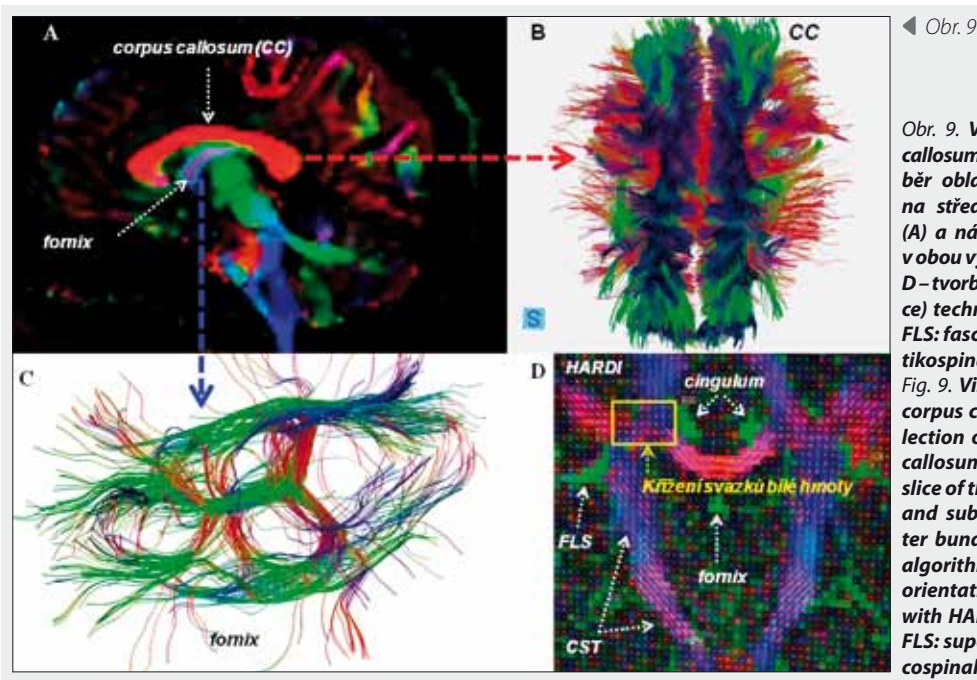 A
corpus callosum (CC)
fornix
B
CC
S
C
fornix
D
HARDI
cingulum
Křížení svazků bílé hmoty
FLS
fornix
CST
◀ Obr. 9
Obr. 9. V
callosum
běr obla
na střed
(A) a ná
v obou v
D – tvorb
ce) techn
FLS: fasc
tikospin
Fig. 9. Vi
corpus c
lection o
callosum
slice of t
and sub
ter bund
algorith
orientat
with HA
FLS: sup
cospinal